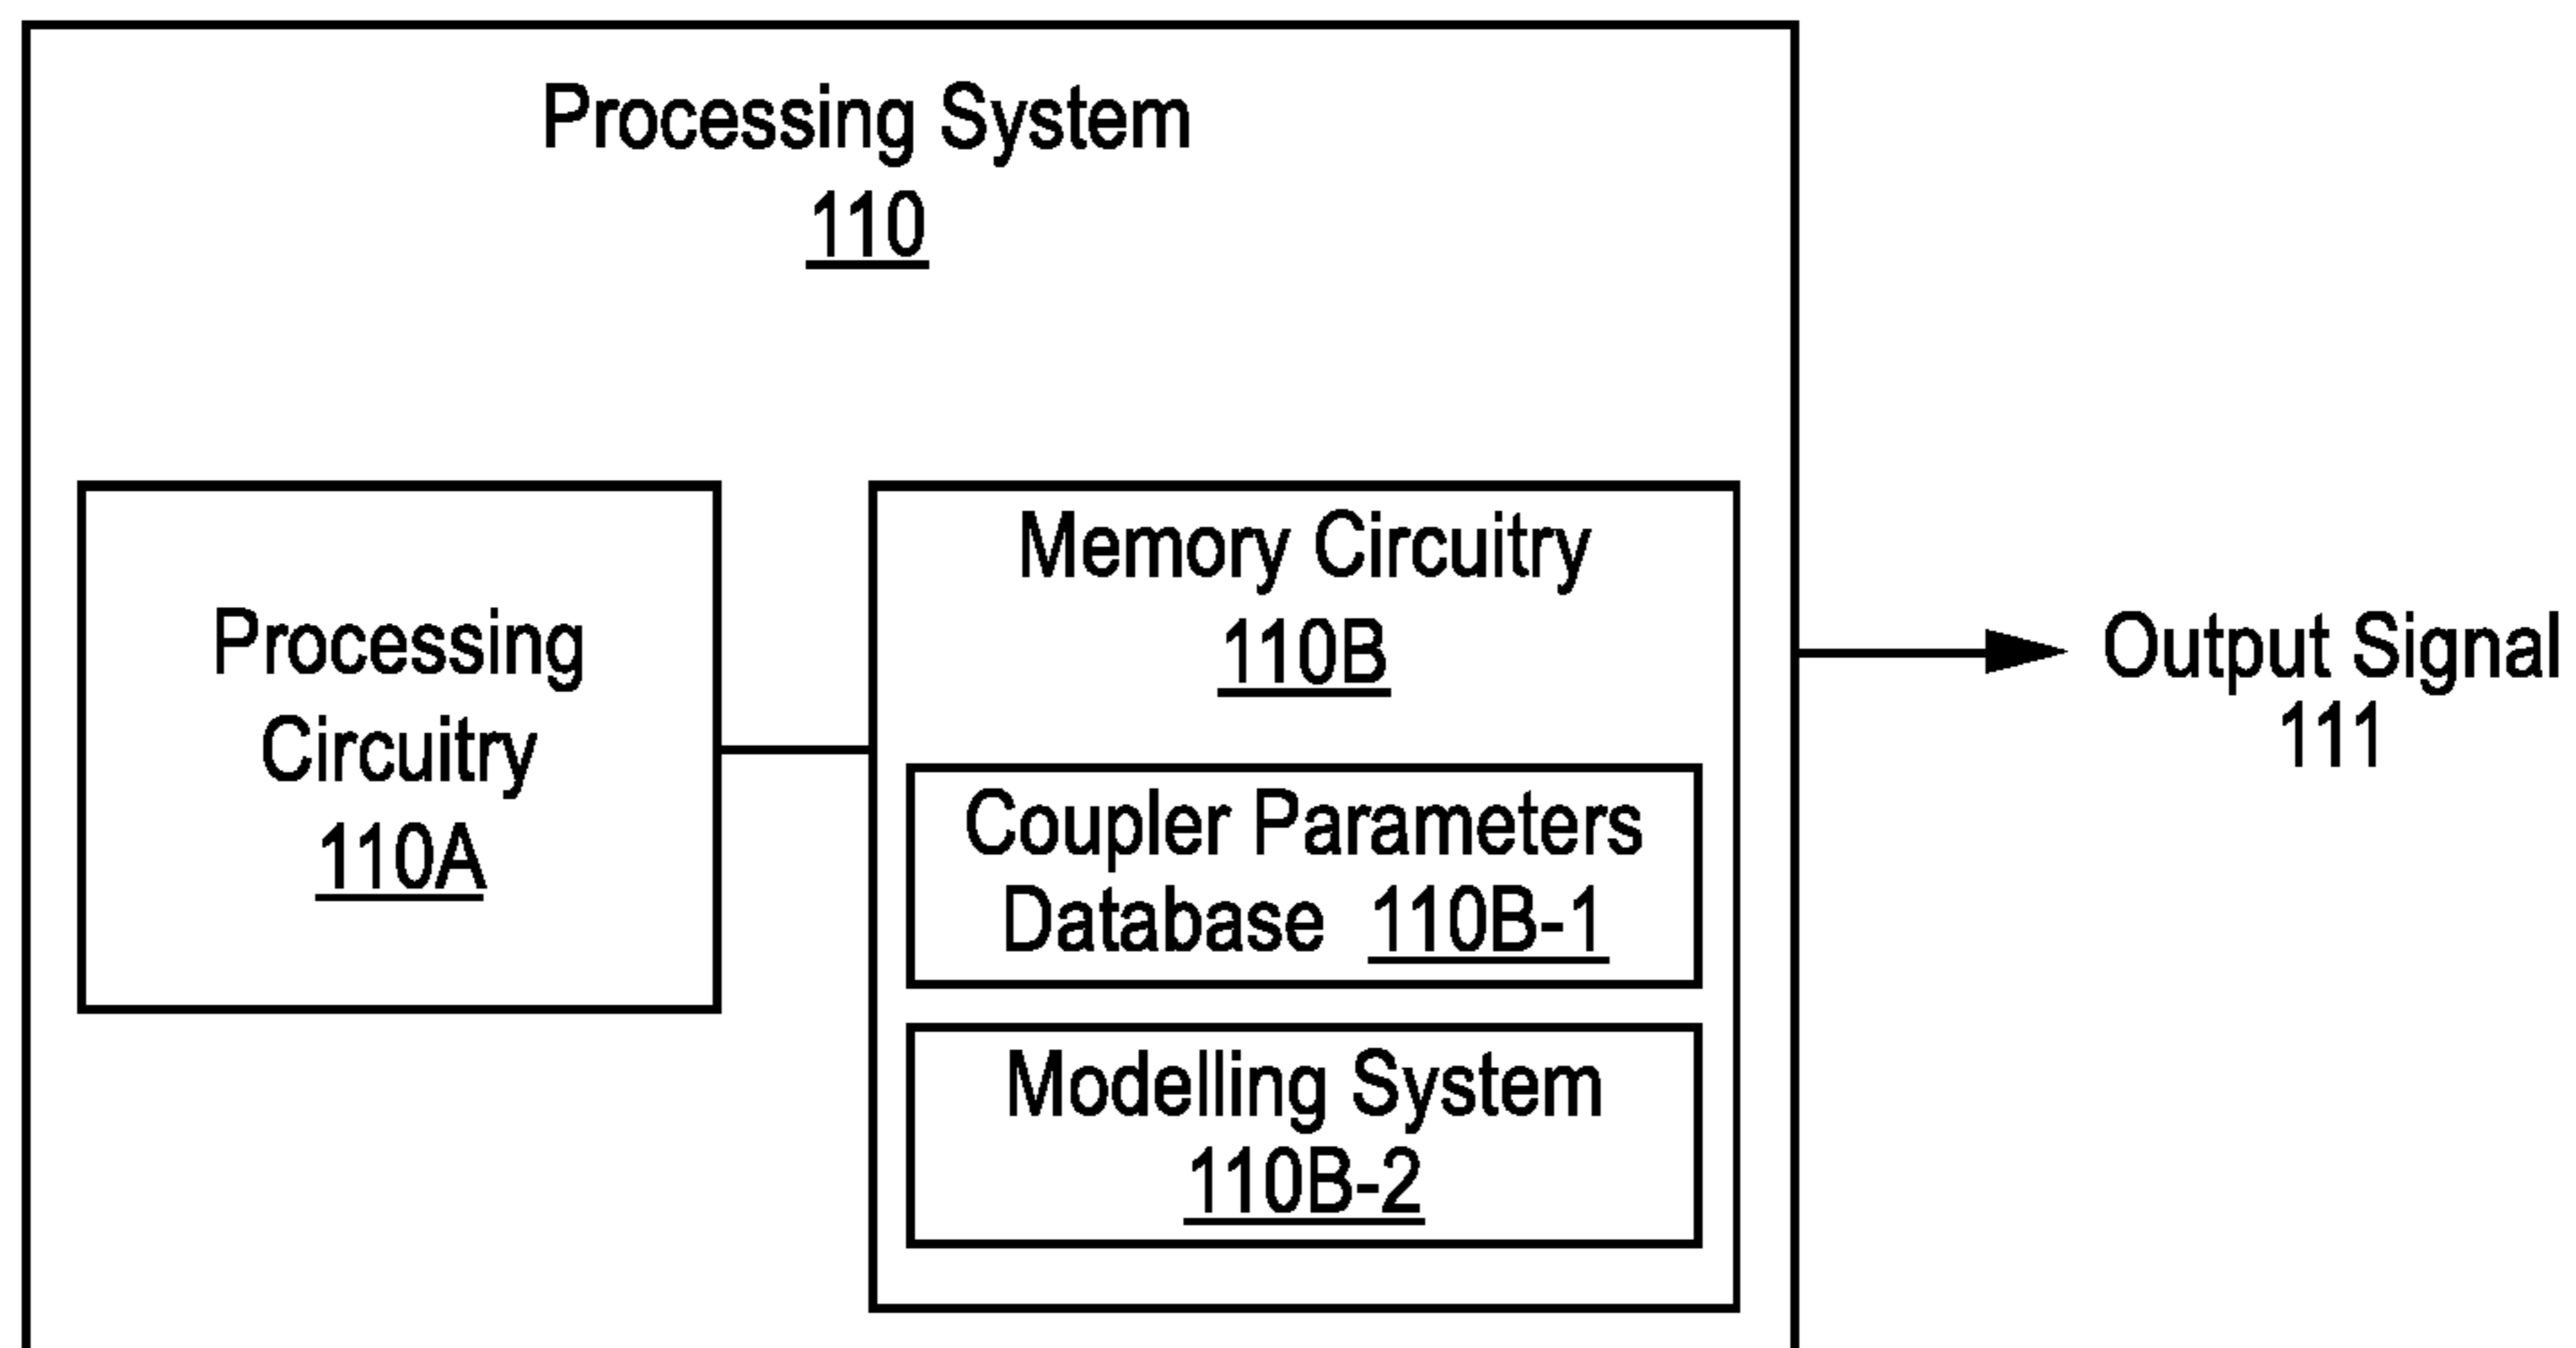 Processing System
110
Processing
Circuitry
110A
Memory Circuitry
110B
Coupler Parameters
Database 110B-1
Modelling System
110B-2
Output Signal
111